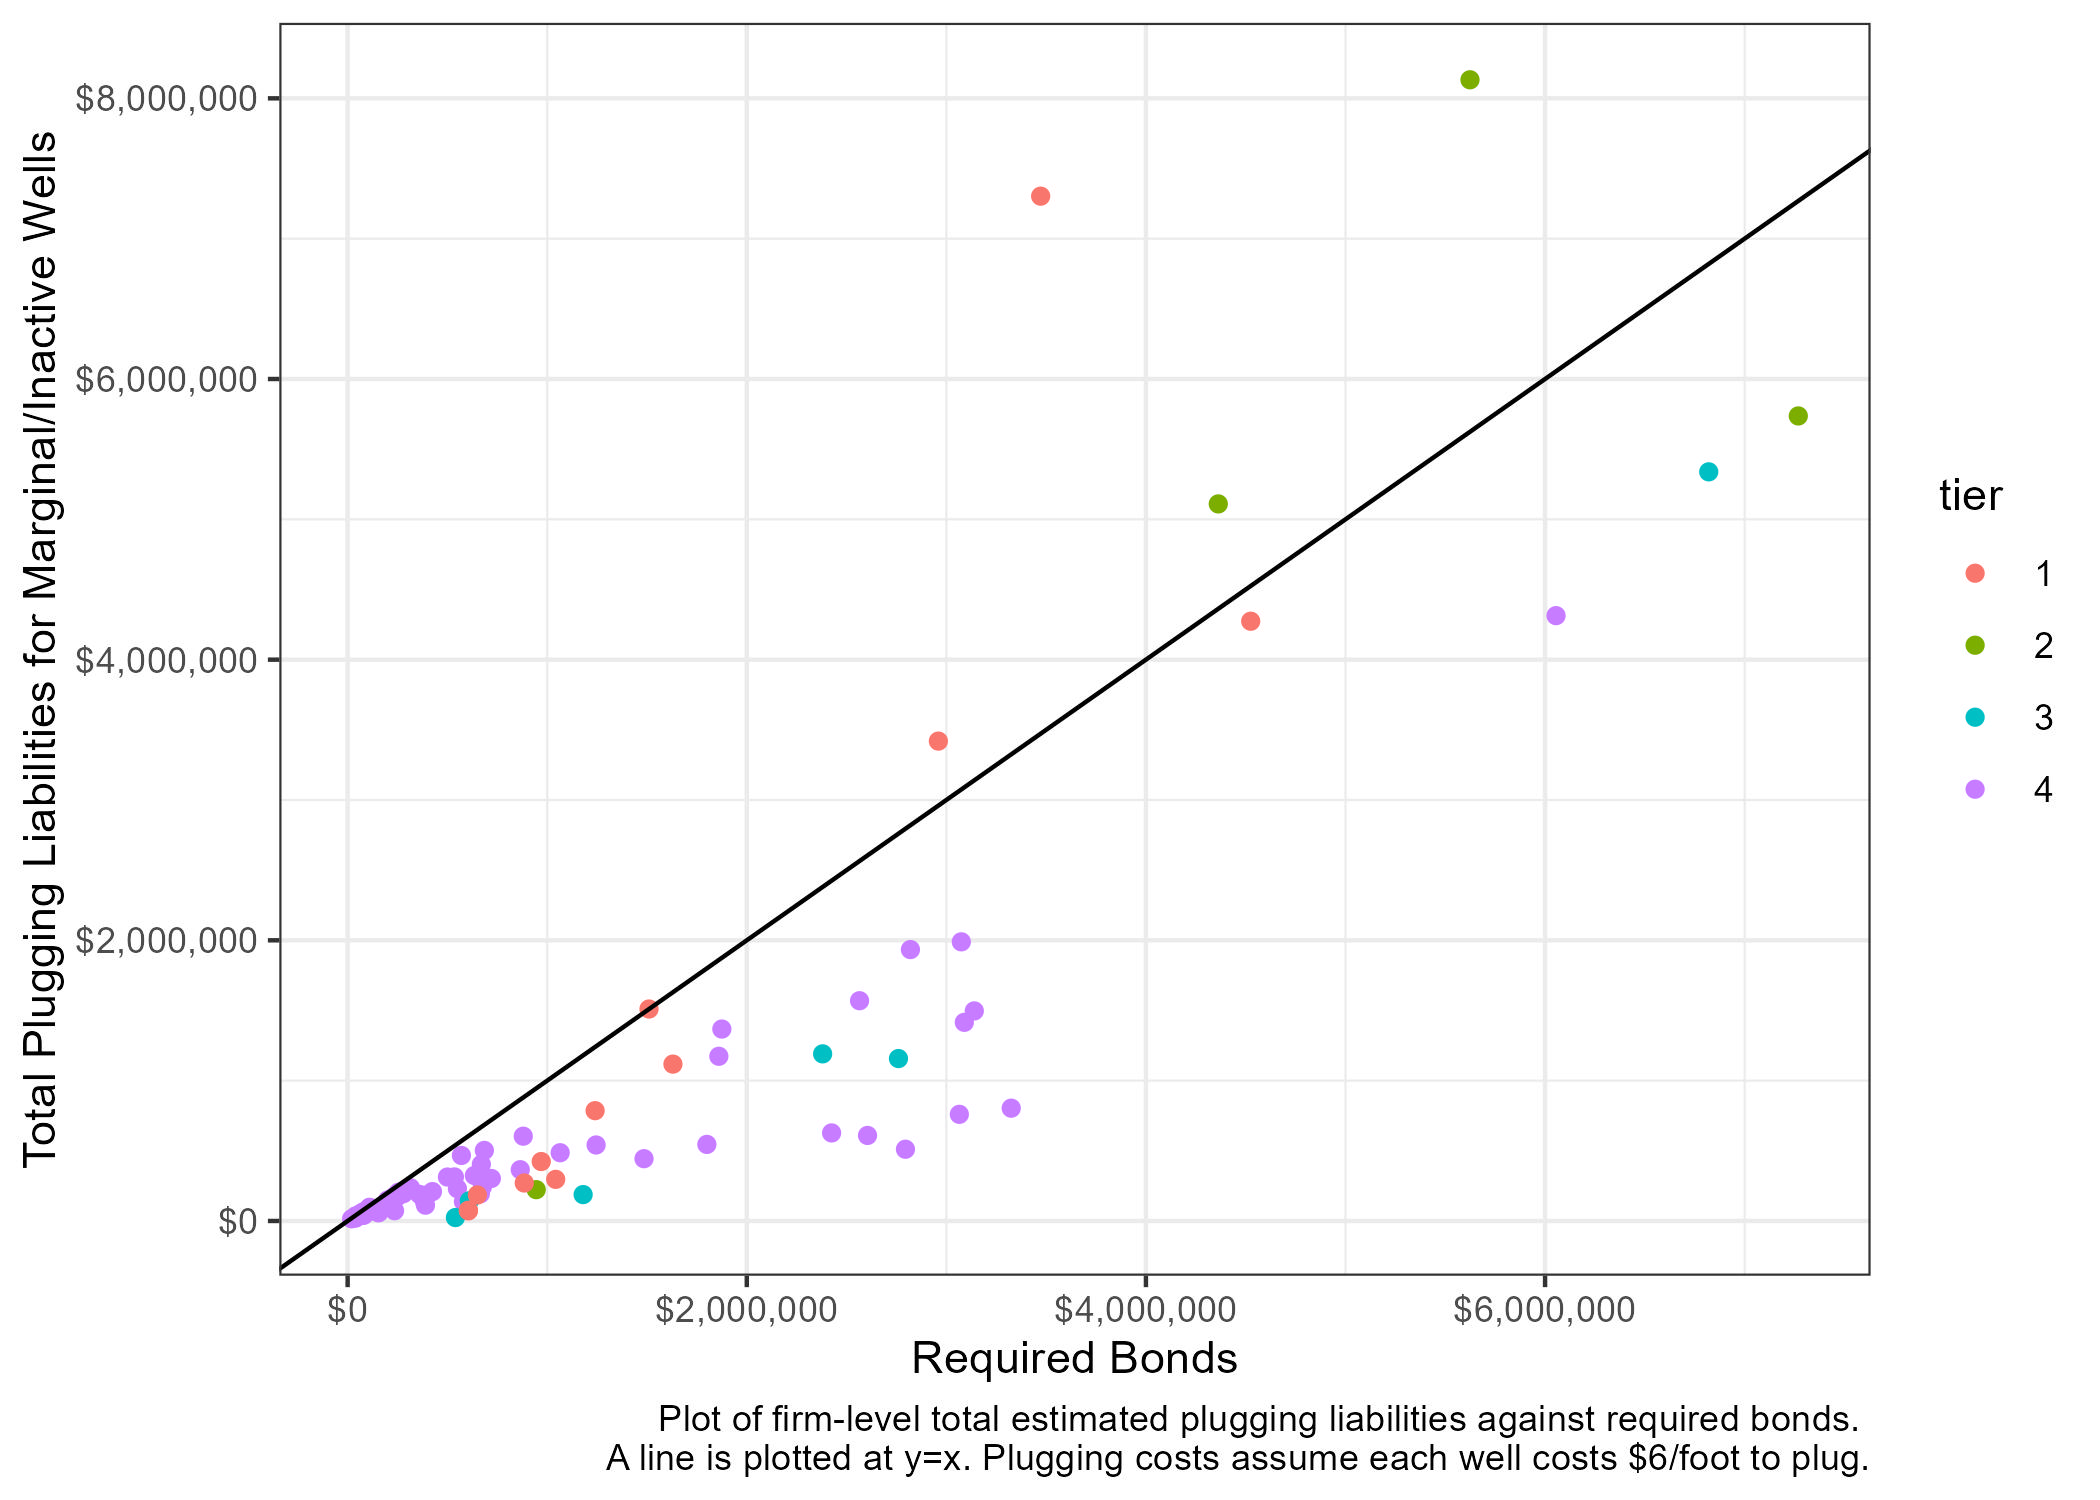 Total Plugging Liabilities for Marginal/Inactive Wells
$8,000,000
$6,000,000
$4,000,000
$2,000,000
$0
$0
$2,000,000
$4,000,000
$6,000,000
Required Bonds
tier
1
2
3
4
Plot of firm-level total estimated plugging liabilities against required bonds.
A line is plotted at y=x. Plugging costs assume each well costs $6/foot to plug.